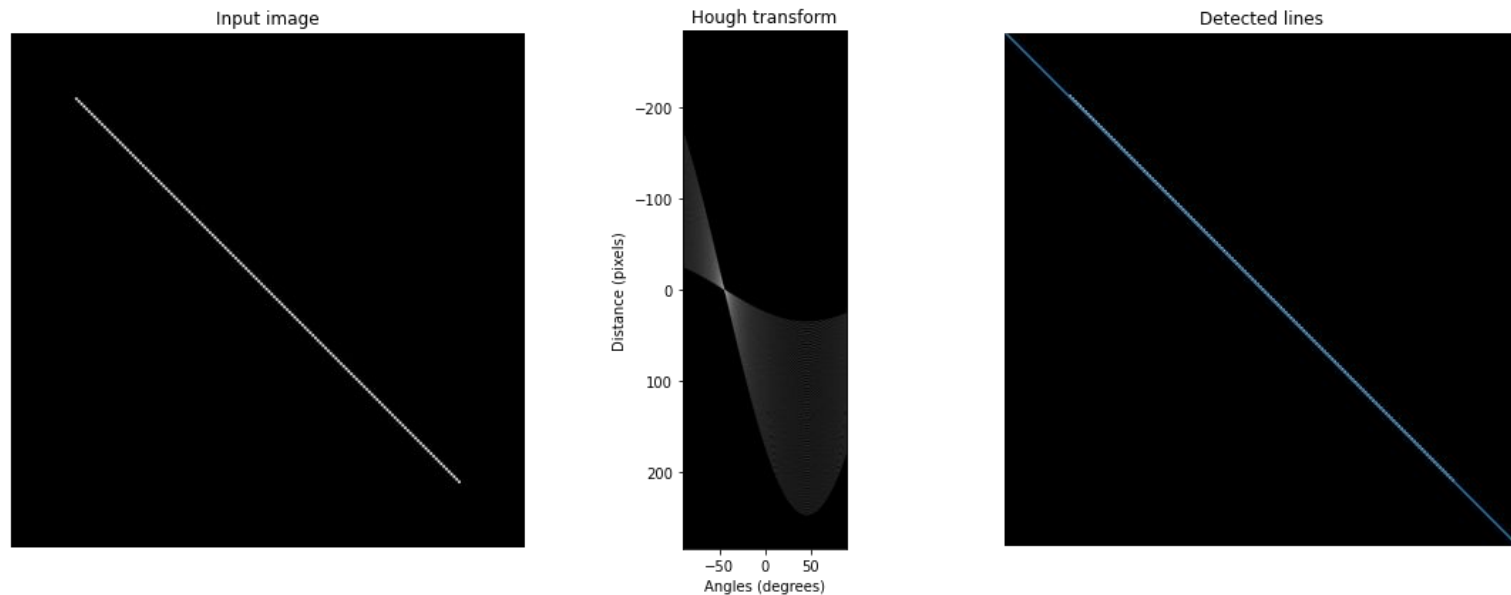 Input image
Hough transform
Detected lines
−200
−100
0
100
200
Distance (pixels)
−50 0 50
Angles (degrees)